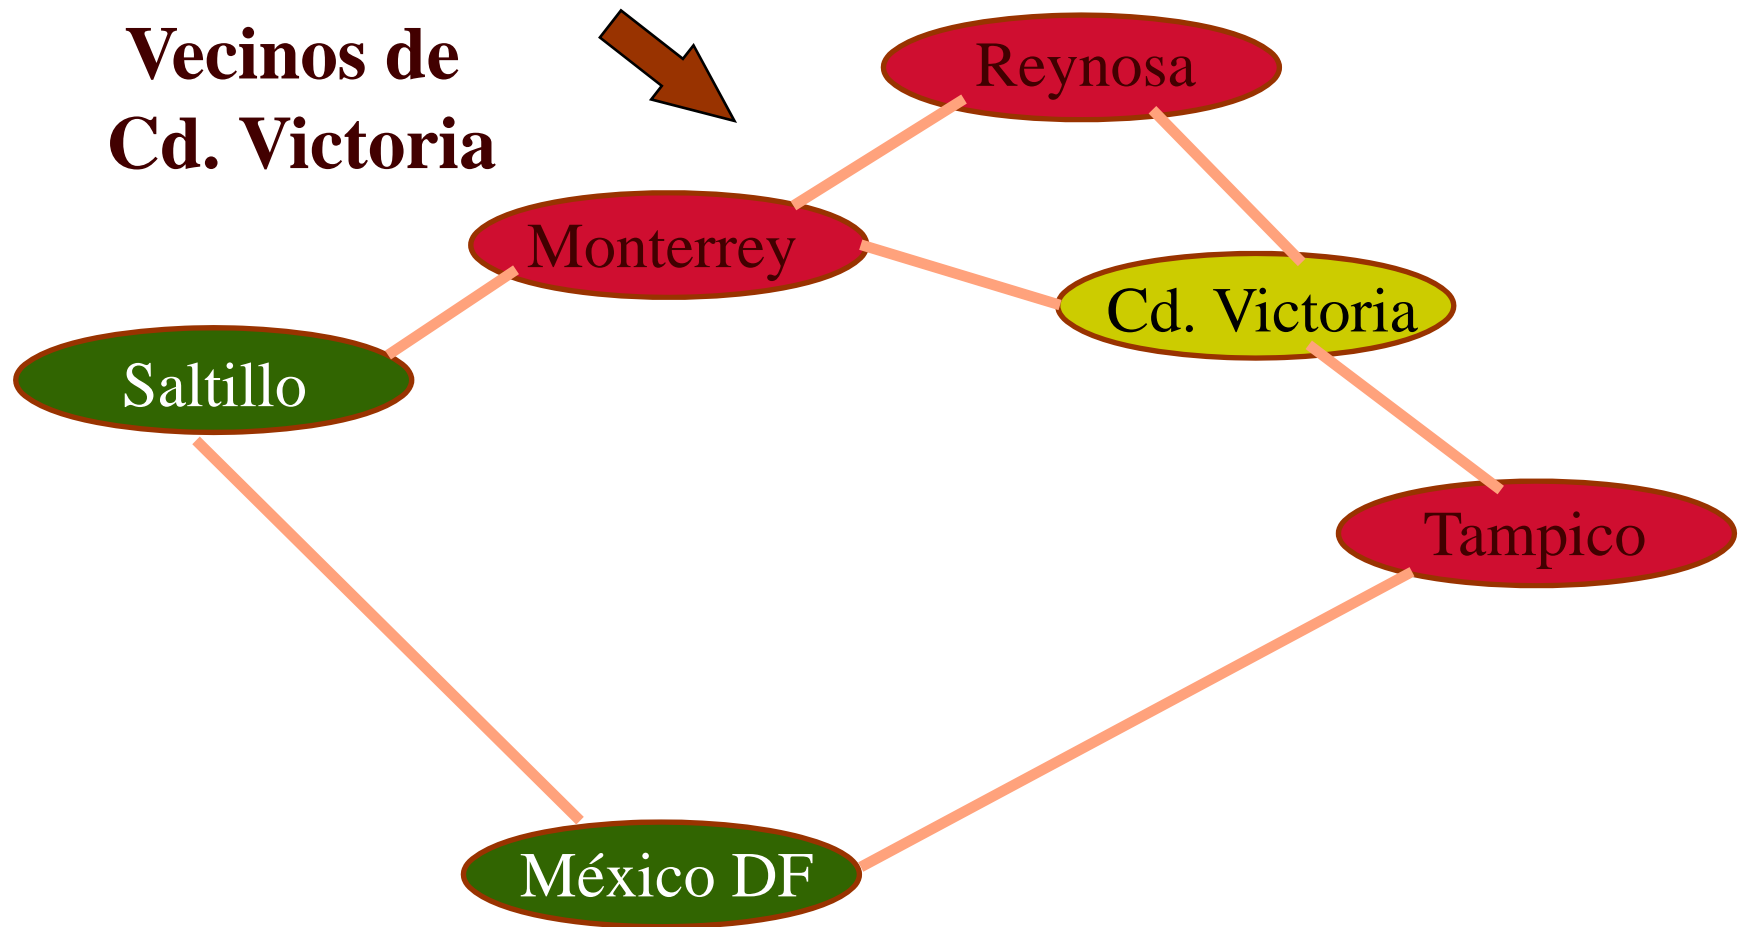 Vecinos de
Cd. Victoria
Reynosa
Monterrey
Cd. Victoria
Saltillo
Tampico
México DF